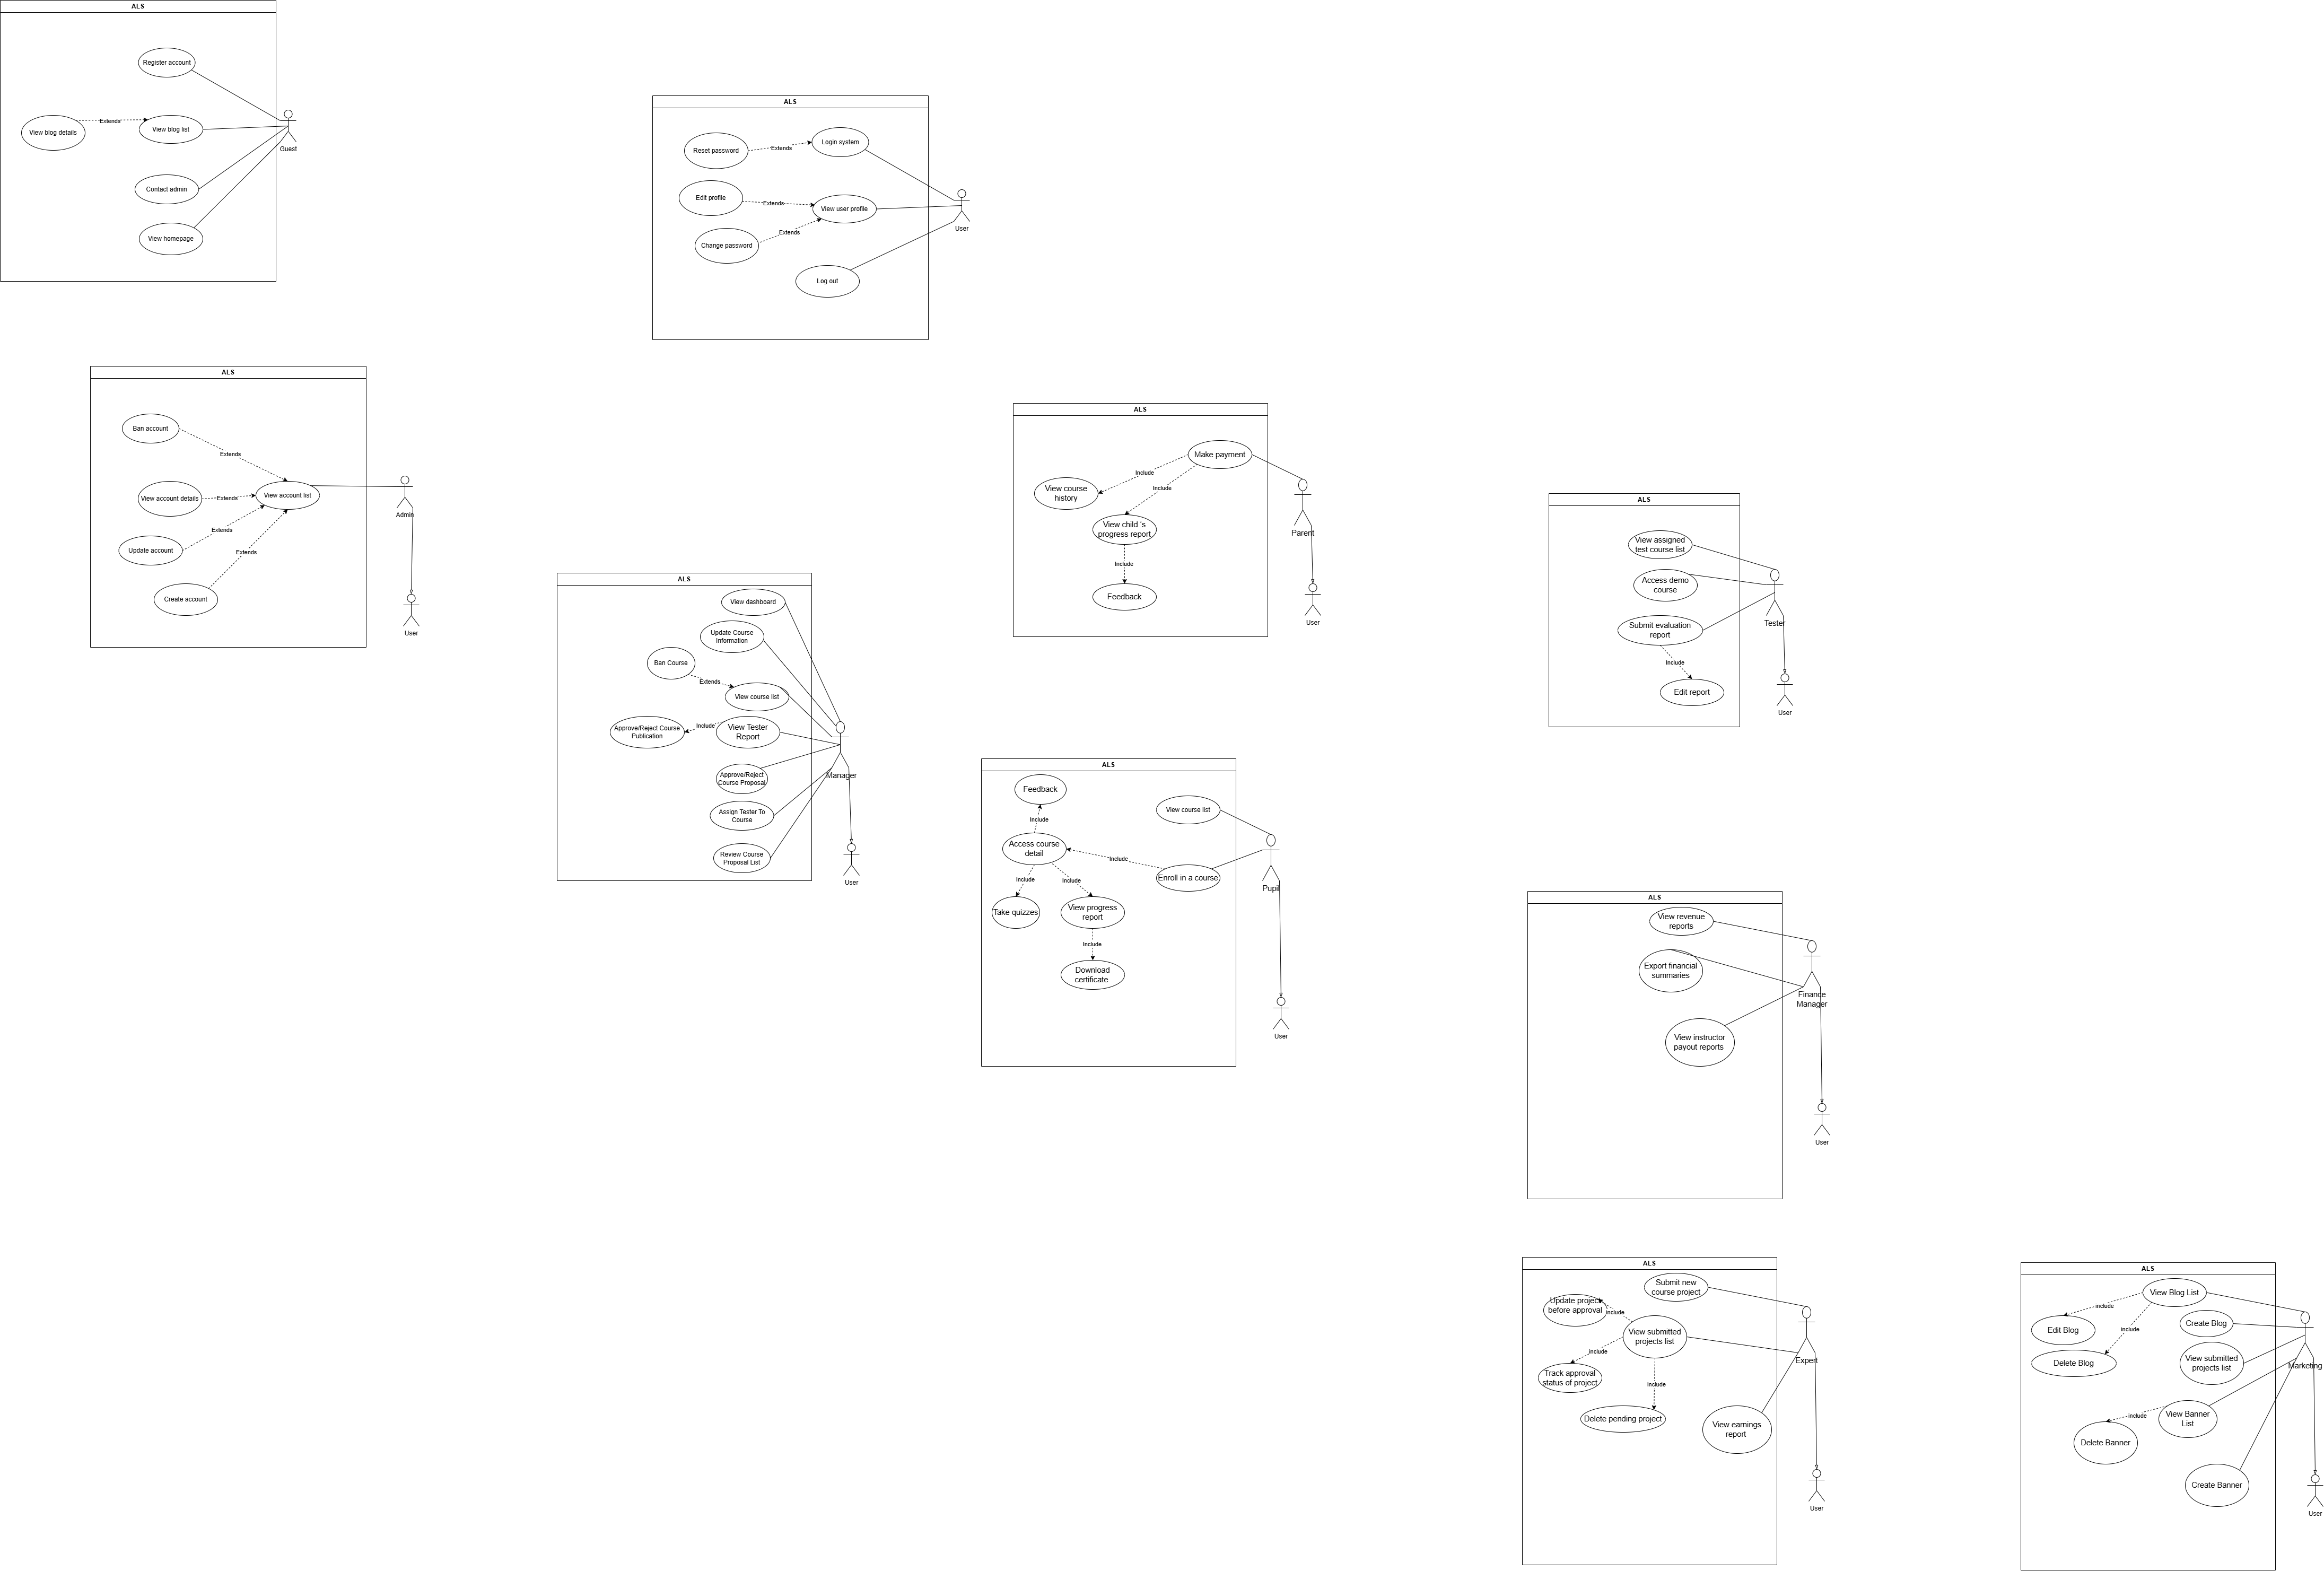 ALS
Register account
View blog details
Extends
View blog list
Guest
Contact admin
View homepage
ALS
Reset password
Extends
Login system
Edit profile
Extends
View user profile
Change password
Extends
User
Log out
ALS
Ban account
Extends
View account details
Extends
View account list
Admin
Extends
Update account
Extends
Create account
User
ALS
Make payment
Include
View course
history
Include
View child 's
progress report
Parent
Include
Feedback
User
ALS
View assigned
test course list
Access demo
course
Submit evaluation
report
Tester
Include
Edit report
User
ALS
View dashboard
Update Course
Information
Ban Course
Extends
View course list
Approve/Reject Course
Publication
Include
View Tester
Report
Approve/Reject
Course Proposal
Manager
Assign Tester To
Course
Review Course
Proposal List
User
ALS
Feedback
View course list
Include
Access course
detail
Include
Enroll in a course
Pupil
Include
Include
Take quizzes
View progress
report
Include
Download
certificate
User
ALS
View revenue
reports
Export financial
summaries
Finance
Manager
View instructor
payout reports
User
ALS
Submit new
course project
Update project
before approval
include
View submitted
projects list
include
Track approval
status of project
Expert
include
Delete pending project
View earnings
report
User
ALS
View Blog List
include
Edit Blog
include
Create Blog
Delete Blog
View submitted
projects list
Marketing
View Banner
List
include
Delete Banner
Create Banner
User